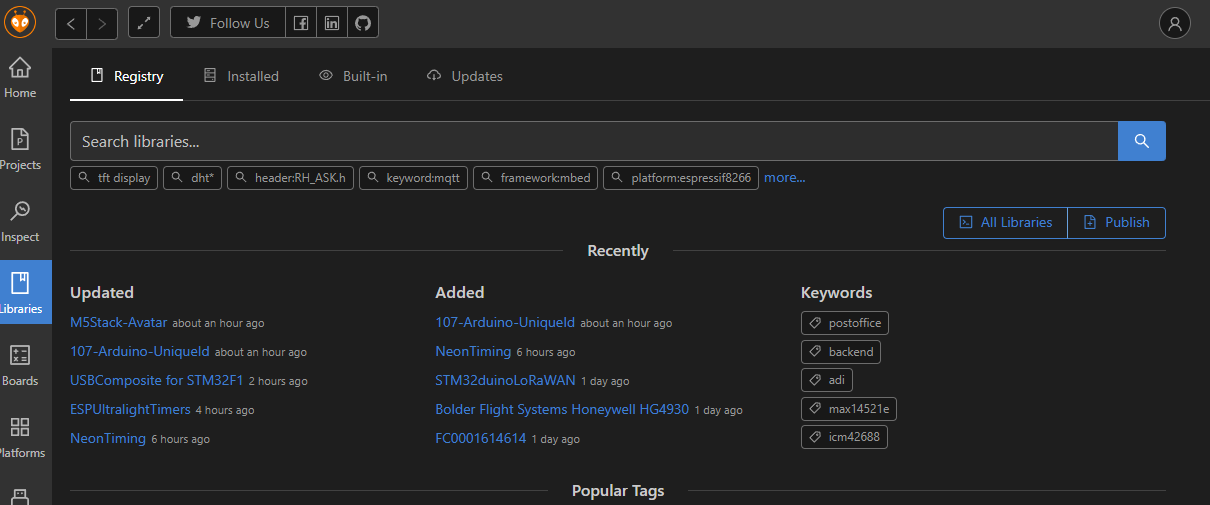 Follow Us
Home
Projects
Inspect
Libraries
Boards
Platforms
Registry Installed Built-in Updates
Search libraries...
tft display dht* header:RH_ASK.h keyword:mqtt framework:mbed platform:espressif8266 more...
All Libraries Publish
Recently
Updated Added Keywords
M5Stack-Avatar about an hour ago 107-Arduino-UniqueId about an hour ago postoffice
107-Arduino-UniqueId about an hour ago NeonTiming 6 hours ago backend
USBComposite for STM32F1 2 hours ago STM32duinoLoRaWAN 1 day ago adi
ESPUltralightTimers 4 hours ago Bolder Flight Systems Honeywell HG4930 1 day ago max14521e
NeonTiming 6 hours ago FC0001614614 1 day ago icm42688
Popular Tags